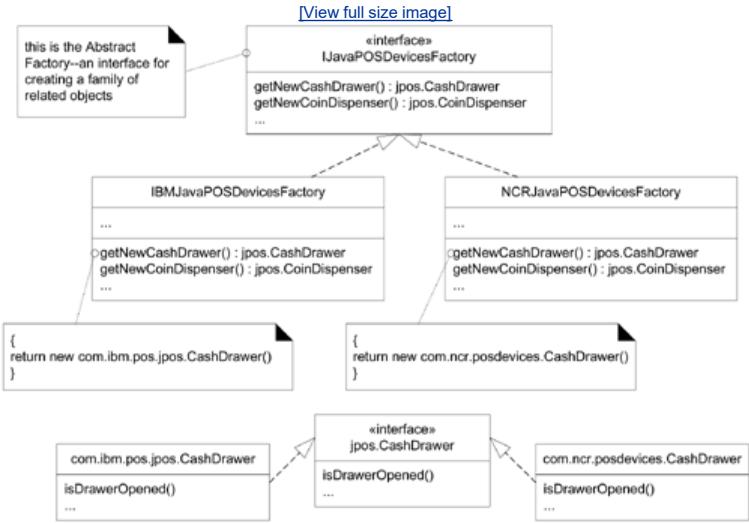 [View full size image]
this is the Abstract
Factory--an interface for
creating a family of
related objects
«interface»
IJavaPOSDevicesFactory
getNewCashDrawer() : jpos.CashDrawer
getNewCoinDispenser() : jpos.CoinDispenser
...
IBMJavaPOSDevicesFactory
...
getNewCashDrawer() : jpos.CashDrawer
getNewCoinDispenser() : jpos.CoinDispenser
...
NCRJavaPOSDevicesFactory
...
getNewCashDrawer() : jpos.CashDrawer
getNewCoinDispenser() : jpos.CoinDispenser
...
{
return new com.ibm.pos.jpos.CashDrawer()
}
{
return new com.ncr.posdevices.CashDrawer()
}
com.ibm.pos.jpos.CashDrawer
isDrawerOpened()
...
«interface»
jpos.CashDrawer
isDrawerOpened()
...
com.ncr.posdevices.CashDrawer
isDrawerOpened()
...